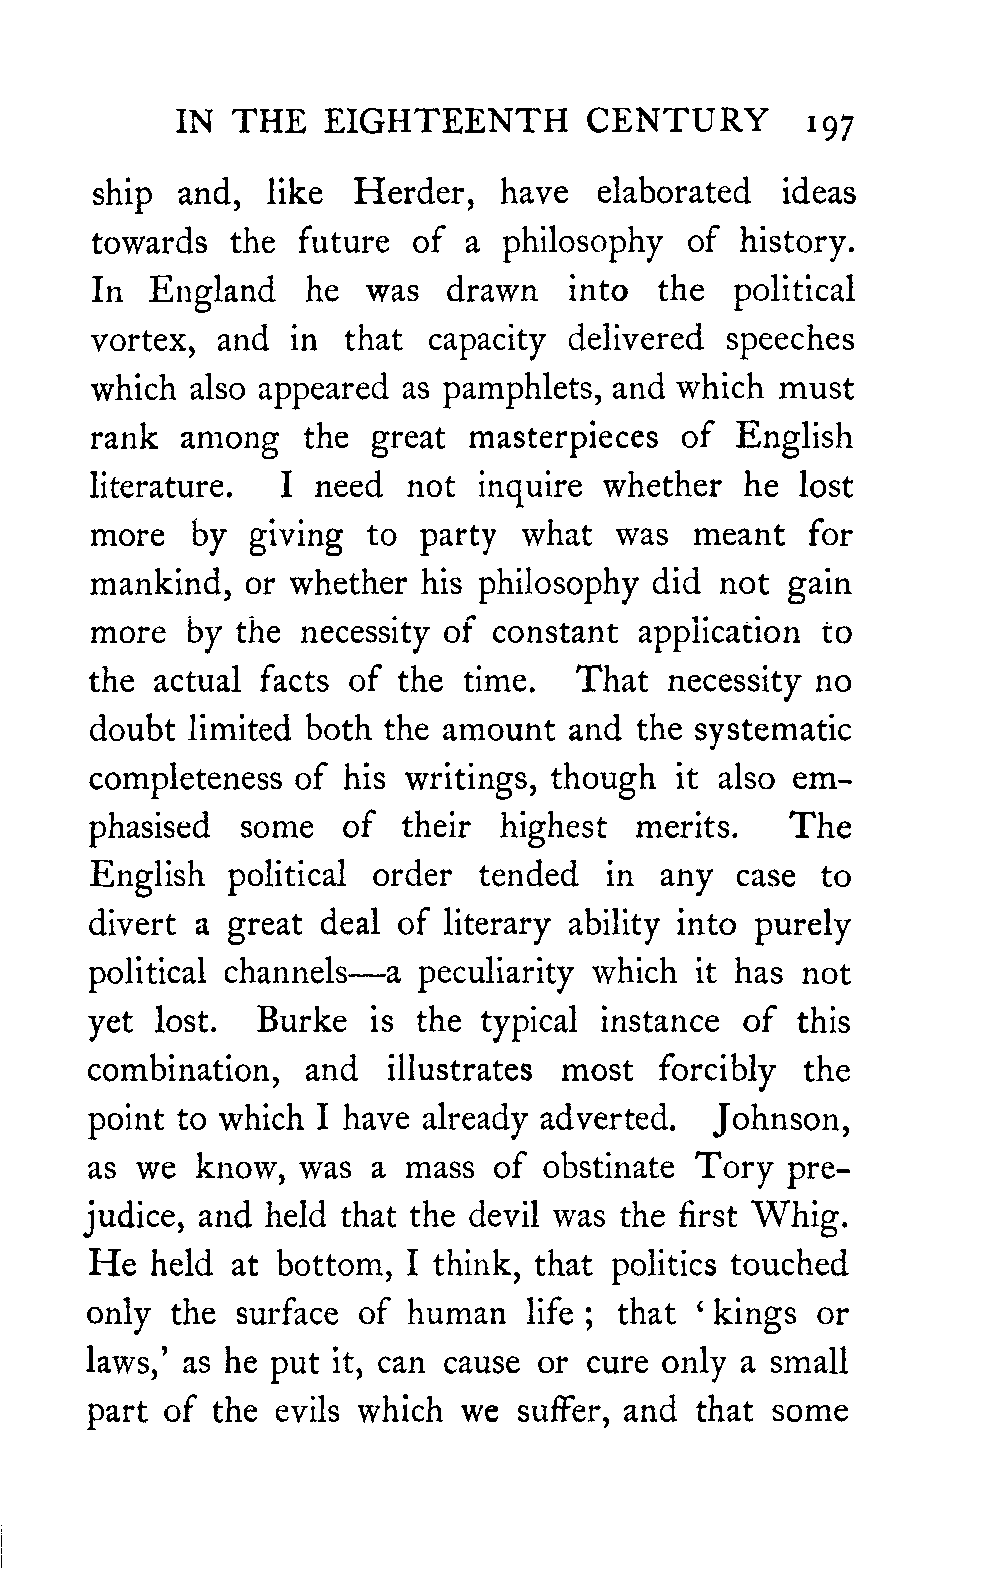 IN THE EIGHTEENTH CENTURY 197
ship and, like Herder, have elaborated ideas
towards the future of a philosophy of history.
In England he was drawn into the political
vortex, and in that capacity delivered speeches
which also appeared as pamphlets, and which must
rank among the great masterpieces of English
literature. I need not inquire whether he lost
more by giving to party what was meant for
mankind, or whether his philosophy did not gain
more by the necessity of constant application to
the actual facts of the time. That necessity no
doubt limited both the amount and the systematic
completeness of his writings, though it also em-
phasised some of their highest merits. The
English political order tended in any case to
divert a great deal of literary ability into purely
political channels—a peculiarity which it has not
yet lost. Burke is the typical instance of this
combination, and illustrates most forcibly the
point to which I have already adverted. Johnson,
as we know, was a mass of obstinate Tory pre-
judice, and held that the devil was the first Whig.
He held at bottom, I think, that politics touched
only the surface of human life ; that ‘ kings or
laws,’ as he put it, can cause or cure only a small
part of the evils which we suffer, and that some